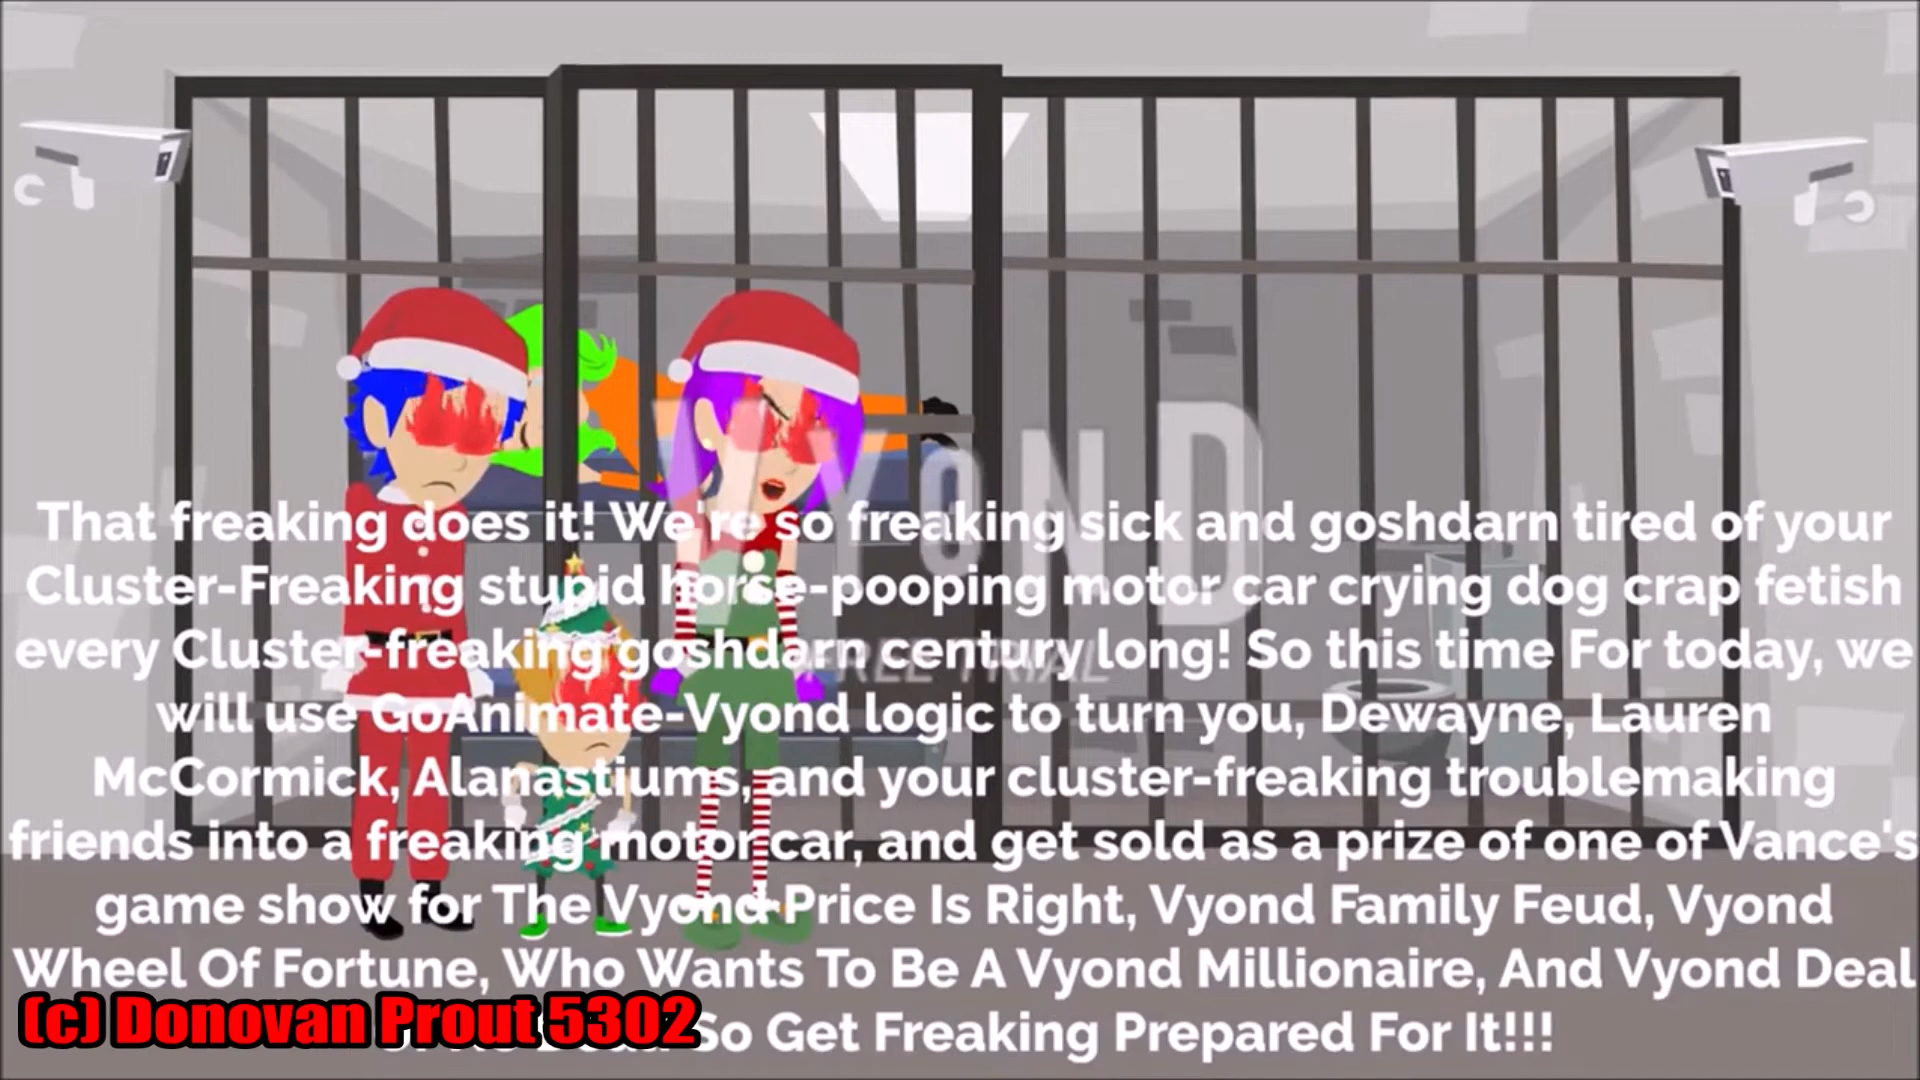 VYOND
FREE TRIAL
That freaking does it! We're so freaking sick and goshdarn tired of your
Cluster-Freaking stupid horse-pooping motor car crying dog crap fetish
every Cluster-freaking goshdarn century long! So this time For today, we
will use GoAnimate-Vyond logic to turn you, Dewayne, Lauren
McCormick, Alanastiums, and your cluster-freaking troublemaking
friends into a freaking motor car, and get sold as a prize of one of Vance's
game show for The Vyond Price Is Right, Vyond Family Feud, Vyond
Wheel Of Fortune, Who Wants To Be A Vyond Millionaire, And Vyond Deal
So Get Freaking Prepared For It!!!
(c) Donovan Prout 5302